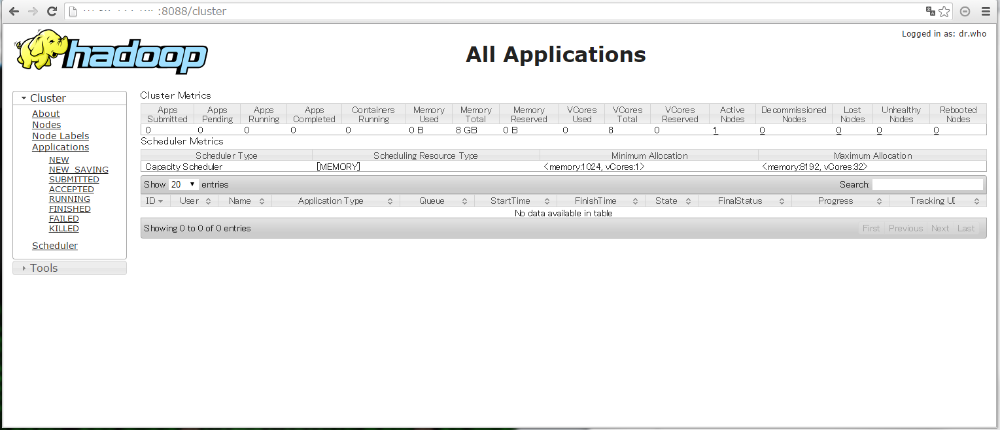 :8088/cluster
Logged in as: dr.who
hadoop
All Applications
Cluster
About
Nodes
Node Labels
Applications
NEW
NEW_SAVING
SUBMITTED
ACCEPTED
RUNNING
FINISHED
FAILED
KILLED
Scheduler
Tools
Cluster Metrics
Apps Submitted Apps Pending Apps Running Apps Completed Containers Running Memory Used Memory Total Memory Reserved VCores Used VCores Total VCores Reserved Active Nodes Decommissioned Nodes Lost Nodes Unhealthy Nodes Rebooted Nodes
0 0 0 0 0 0 B 8 GB 0 B 0 8 0 1 0 0 0 0
Scheduler Metrics
Scheduler Type Scheduling Resource Type Minimum Allocation Maximum Allocation
Capacity Scheduler [MEMORY] <memory:1024, vCores:1> <memory:8192, vCores:32>
Show 20 entries Search:
ID User Name Application Type Queue StartTime FinishTime State FinalStatus Progress Tracking UI
No data available in table
Showing 0 to 0 of 0 entries First Previous Next Last